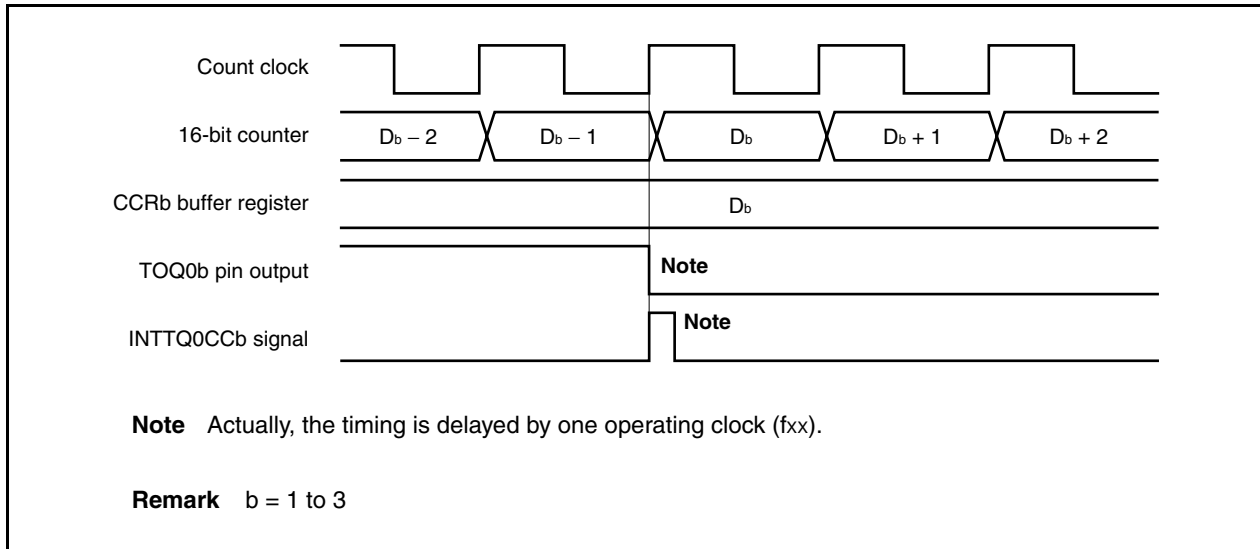 Count clock
16-bit counter
Db − 2
Db − 1
Db
Db + 1
Db + 2
CCRb buffer register
Db
TOQ0b pin output
Note
INTTQ0CCb signal
Note
Note Actually, the timing is delayed by one operating clock (fxx).
Remark b = 1 to 3